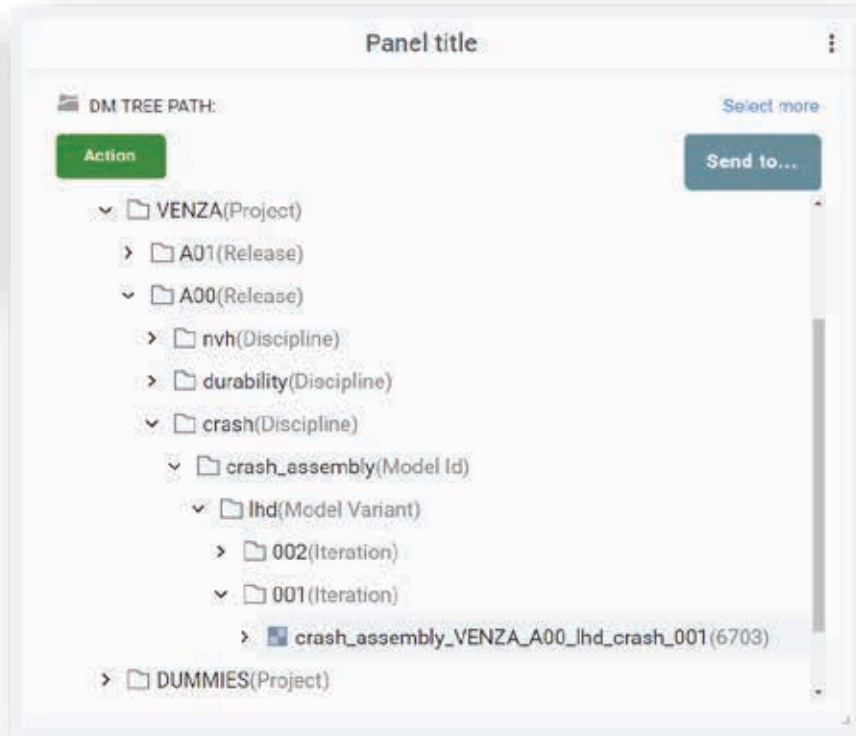 Panel title
DM TREE PATH:
Select more
Action
Send to...
VENZA(Project)
A01(Release)
A00(Release)
nvh(Discipline)
durability(Discipline)
crash(Discipline)
crash_assembly(Model Id)
lhd(Model Variant)
002(Iteration)
001(Iteration)
crash_assembly_VENZA_A00_lhd_crash_001(6703)
DUMMIES(Project)